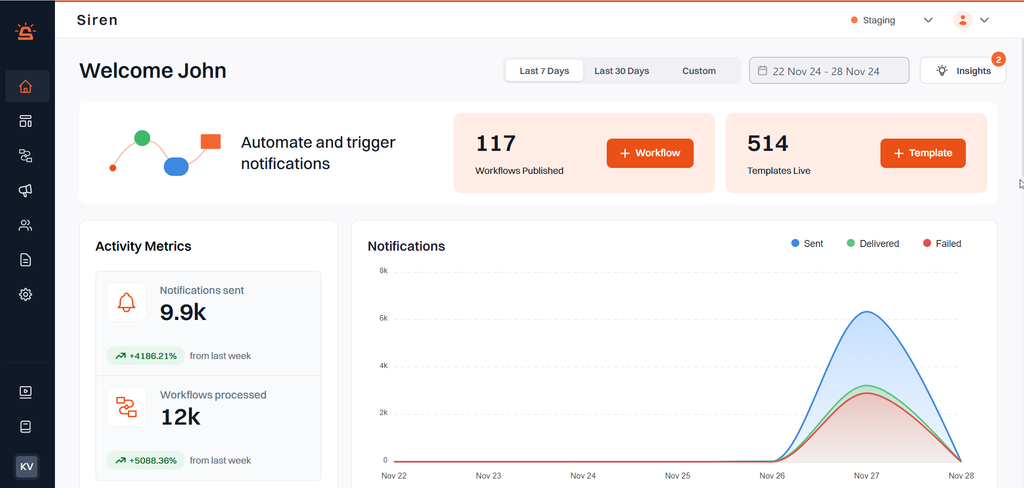 Siren
Staging
Welcome John
Last 7 Days
Last 30 Days
Custom
22 Nov 24 - 28 Nov 24
Insights
2
Automate and trigger
notifications
117
Workflows Published
+ Workflow
514
Templates Live
+ Template
Activity Metrics
Notifications sent
9.9k
+4186.21% from last week
Workflows processed
12k
+5088.36% from last week
Notifications
Sent
Delivered
Failed
8k
6k
4k
2k
0
Nov 22
Nov 23
Nov 24
Nov 25
Nov 26
Nov 27
Nov 28
KV